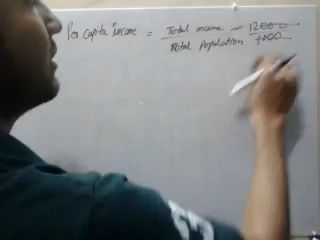 Per capita income = Total income = 12000
Total population 1000